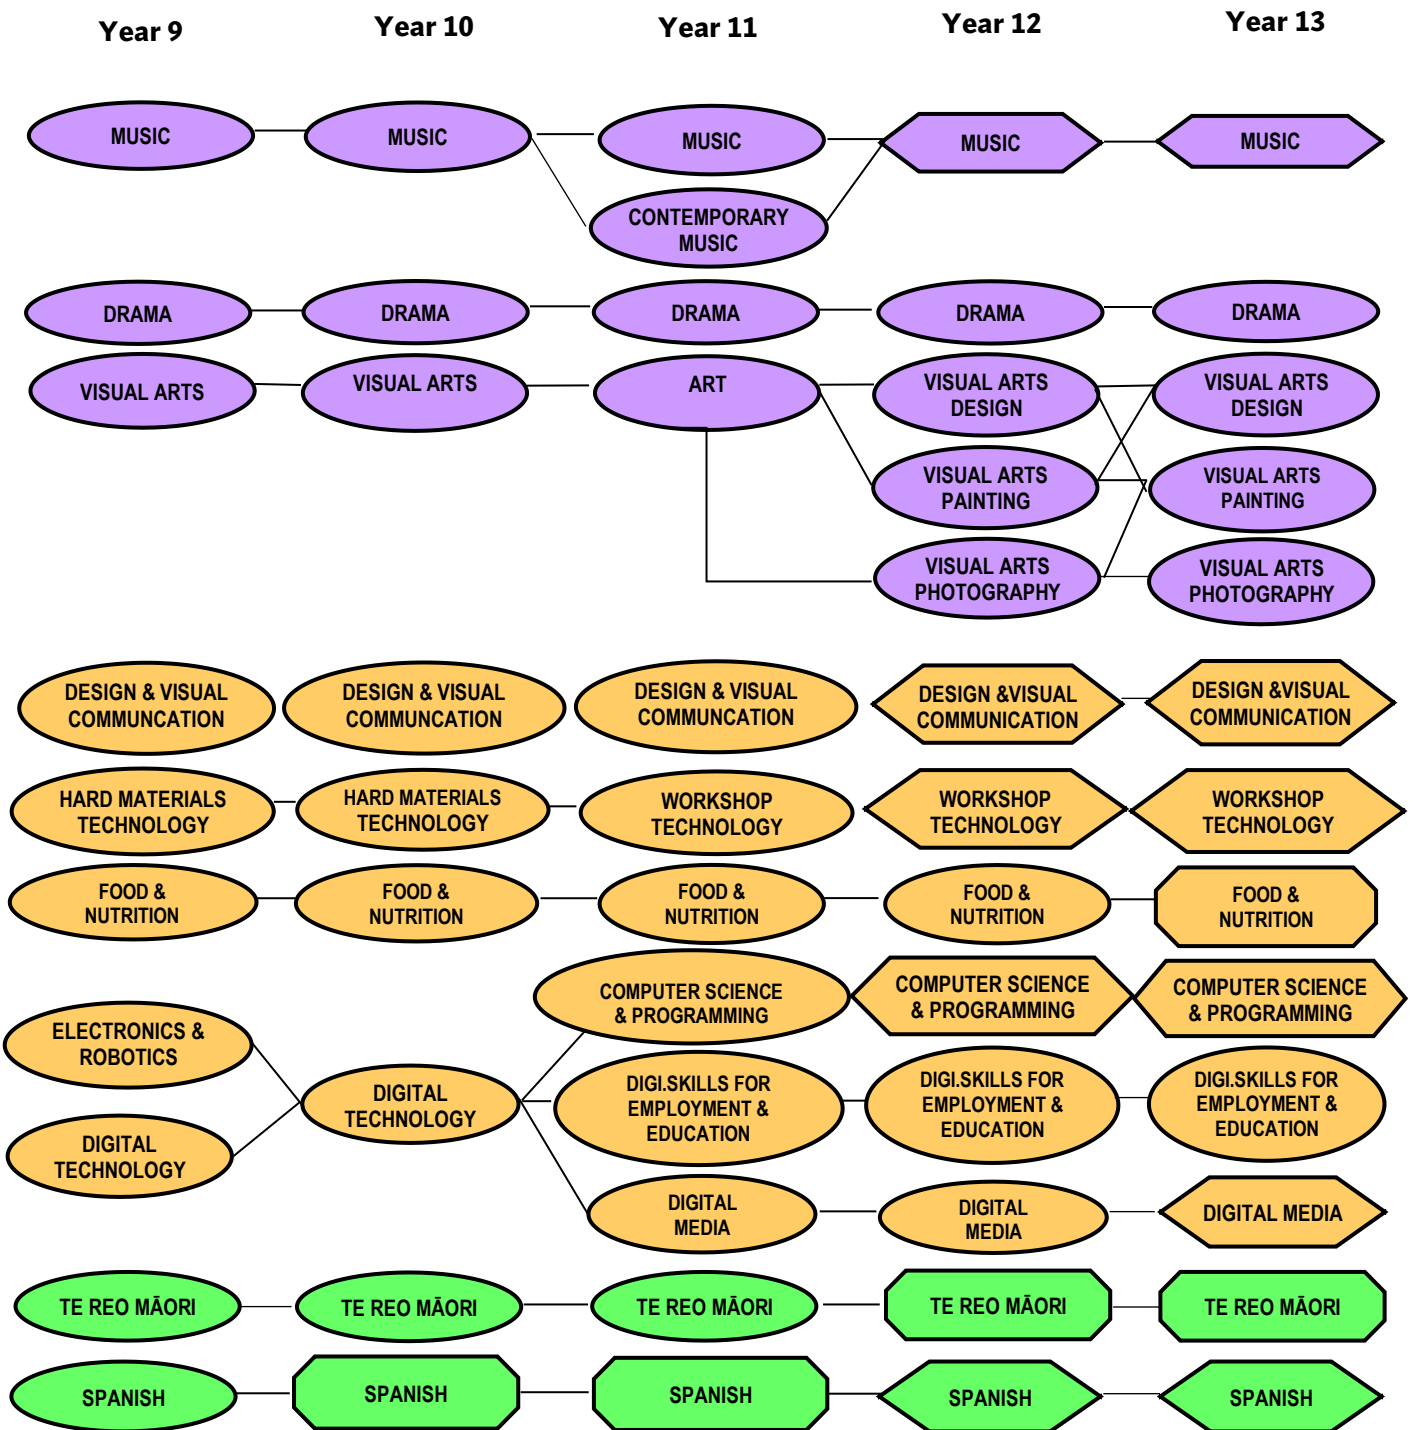 Year 9 Year 10 Year 11 Year 12 Year 13
MUSIC MUSIC MUSIC MUSIC MUSIC
CONTEMPORARY
MUSIC
DRAMA DRAMA DRAMA DRAMA DRAMA
VISUAL ARTS
VISUAL ARTS
ART
VISUAL ARTS
DESIGN
VISUAL ARTS
DESIGN
VISUAL ARTS
PAINTING
VISUAL ARTS
PAINTING
VISUAL ARTS
PHOTOGRAPHY
VISUAL ARTS
PHOTOGRAPHY
DESIGN & VISUAL
COMMUNCATION
DESIGN & VISUAL
COMMUNCATION
DESIGN & VISUAL
COMMUNCATION
DESIGN &VISUAL
COMMUNICATION
DESIGN &VISUAL
COMMUNICATION
HARD MATERIALS
TECHNOLOGY
HARD MATERIALS
TECHNOLOGY
WORKSHOP
TECHNOLOGY
WORKSHOP
TECHNOLOGY
WORKSHOP
TECHNOLOGY
FOOD &
NUTRITION
FOOD &
NUTRITION
FOOD &
NUTRITION
FOOD &
NUTRITION
FOOD &
NUTRITION
COMPUTER SCIENCE
& PROGRAMMING
COMPUTER SCIENCE
& PROGRAMMING
COMPUTER SCIENCE
& PROGRAMMING
ELECTRONICS &
ROBOTICS
DIGITAL
TECHNOLOGY
DIGITAL
TECHNOLOGY
DIGI.SKILLS FOR
EMPLOYMENT &
EDUCATION
DIGI.SKILLS FOR
EMPLOYMENT &
EDUCATION
DIGI.SKILLS FOR
EMPLOYMENT &
EDUCATION
DIGITAL
MEDIA
DIGITAL
MEDIA
DIGITAL MEDIA
TE REO MĀORI TE REO MĀORI TE REO MĀORI TE REO MĀORI TE REO MĀORI
SPANISH SPANISH SPANISH SPANISH SPANISH